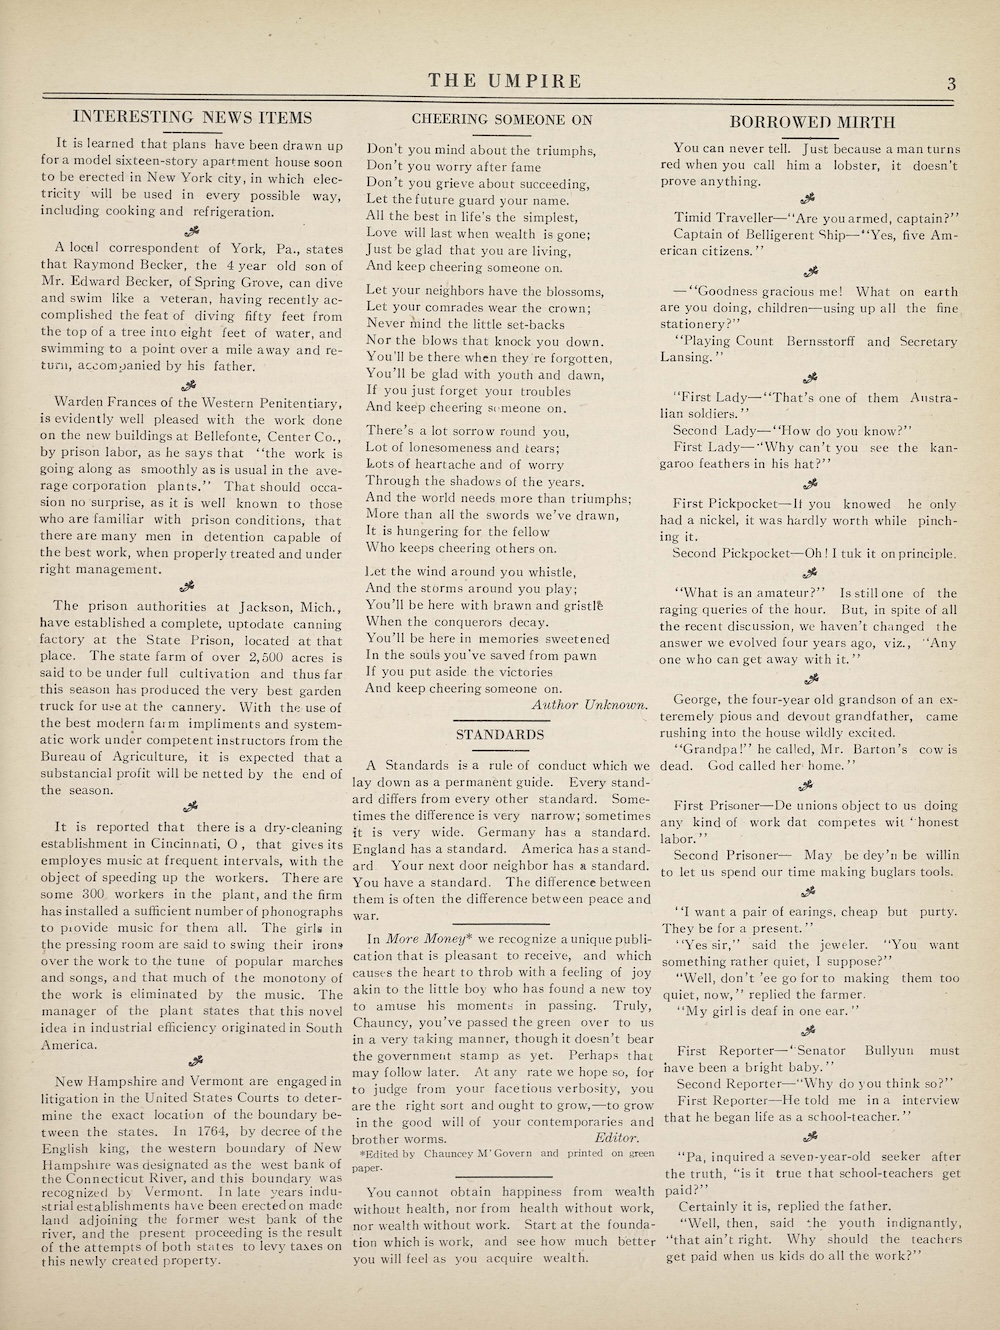 THE UMPIRE
3
INTERESTING NEWS ITEMS
It is learned that plans have been drawn up
for a model sixteen-story apartment house soon
to be erected in New York city, in which elec-
tricity will be used in every possible way,
including cooking and refrigeration.
A local correspondent of York, Pa., states
that Raymond Becker, the 4 year old son of
Mr. Edward Becker, of Spring Grove, can dive
and swim like a veteran, having recently ac-
complished the feat of diving fifty feet from
the top of a tree into eight feet of water, and
swimming to a point over a mile away and re-
turn, accompanied by his father.
Warden Frances of the Western Penitentiary,
is evidently well pleased with the work done
on the new buildings at Bellefonte, Center Co.,
by prison labor, as he says that "the work is
going along as smoothly as is usual in the ave-
rage corporation plants." That should occa-
sion no surprise, as it is well known to those
who are familiar with prison conditions, that
there are many men in detention capable of
the best work, when properly treated and under
right management.
The prison authorities at Jackson, Mich.,
have established a complete, uptodate canning
factory at the State Prison, located at that
place. The state farm of over 2,500 acres is
said to be under full cultivation and thus far
this season has produced the very best garden
truck for use at the cannery. With the use of
the best modern farm impliments and system-
atic work under competent instructors from the
Bureau of Agriculture, it is expected that a
substancial profit will be netted by the end of
the season.
It is reported that there is a dry-cleaning
establishment in Cincinnati, O , that gives its
employes music at frequent intervals, with the
object of speeding up the workers. There are
some 300 workers in the plant, and the firm
has installed a sufficient number of phonographs
to provide music for them all. The girls in
the pressing room are said to swing their irons
over the work to the tune of popular marches
and songs, and that much of the monotony of
the work is eliminated by the music. The
manager of the plant states that this novel
idea in industrial efficiency originated in South
America.
New Hampshire and Vermont are engaged in
litigation in the United States Courts to deter-
mine the exact location of the boundary be-
tween the states. In 1764, by decree of the
English king, the western boundary of New
Hampshire was designated as the west bank of
the Connecticut River, and this boundary was
recognized by Vermont. In late years indu-
strial establishments have been erected on made
land adjoining the former west bank of the
river, and the present proceeding is the result
of the attempts of both states to levy taxes on
this newly created property.
CHEERING SOMEONE ON
Don't you mind about the triumphs,
Don't you worry after fame
Don't you grieve about succeeding,
Let the future guard your name.
All the best in life's the simplest,
Love will last when wealth is gone;
Just be glad that you are living,
And keep cheering someone on.
Let your neighbors have the blossoms,
Let your comrades wear the crown;
Never mind the little set-backs
Nor the blows that knock you down.
You'll be there when they're forgotten,
You'll be glad with youth and dawn,
If you just forget your troubles
And keep cheering someone on.
There's a lot sorrow round you,
Lot of lonesomeness and tears;
Lots of heartache and of worry
Through the shadows of the years.
And the world needs more than triumphs;
More than all the swords we've drawn,
It is hungering for the fellow
Who keeps cheering others on.
Let the wind around you whistle,
And the storms around you play;
You'll be here with brawn and gristle
When the conquerors decay.
You'll be here in memories sweetened
In the souls you've saved from pawn
If you put aside the victories
And keep cheering someone on.
Author Unknown.
STANDARDS
A Standards is a rule of conduct which we
lay down as a permanent guide. Every stand-
ard differs from every other standard. Some-
times the difference is very narrow; sometimes
it is very wide. Germany has a standard.
England has a standard. America has a stand-
ard Your next door neighbor has a standard.
You have a standard. The difference between
them is often the difference between peace and
war.
In More Money* we recognize a unique publi-
cation that is pleasant to receive, and which
causes the heart to throb with a feeling of joy
akin to the little boy who has found a new toy
to amuse his moments in passing. Truly,
Chauncy, you've passed the green over to us
in a very taking manner, though it doesn't bear
the government stamp as yet. Perhaps that
may follow later. At any rate we hope so, for
to judge from your facetious verbosity, you
are the right sort and ought to grow,—to grow
in the good will of your contemporaries and
brother worms. Editor.
*Edited by Chauncey M'Govern and printed on green
paper.
You cannot obtain happiness from wealth
without health, nor from health without work,
nor wealth without work. Start at the founda-
tion which is work, and see how much better
you will feel as you acquire wealth.
BORROWED MIRTH
You can never tell. Just because a man turns
red when you call him a lobster, it doesn't
prove anything.
Timid Traveller—"Are you armed, captain?"
Captain of Belligerent Ship—"Yes, five Am-
erican citizens."
—"Goodness gracious me! What on earth
are you doing, children—using up all the fine
stationery?"
"Playing Count Bernsstorff and Secretary
Lansing."
"First Lady—"That's one of them Austra-
lian soldiers."
Second Lady—"How do you know?"
First Lady—"Why can't you see the kan-
garoo feathers in his hat?"
First Pickpocket—If you knowed he only
had a nickel, it was hardly worth while pinch-
ing it.
Second Pickpocket—Oh! I tuk it on principle.
"What is an amateur?" Is still one of the
raging queries of the hour. But, in spite of all
the recent discussion, we haven't changed the
answer we evolved four years ago, viz., "Any
one who can get away with it."
George, the four-year old grandson of an ex-
teremely pious and devout grandfather, came
rushing into the house wildly excited.
"Grandpa!" he called, Mr. Barton's cow is
dead. God called her home."
First Prisoner—De unions object to us doing
any kind of work dat competes wit "honest
labor."
Second Prisoner— May be dey'll be willin
to let us spend our time making buglars tools.
"I want a pair of earings, cheap but purty.
They be for a present."
"Yes sir," said the jeweler. "You want
something rather quiet, I suppose?"
"Well, don't 'ee go for to making them too
quiet, now," replied the farmer.
"My girl is deaf in one ear."
First Reporter—"Senator Bullyun must
have been a bright baby."
Second Reporter—"Why do you think so?"
First Reporter—He told me in a interview
that he began life as a school-teacher."
"Pa, inquired a seven-year-old seeker after
the truth, "is it true that school-teachers get
paid?"
Certainly it is, replied the father.
"Well, then, said the youth indignantly,
"that ain't right. Why should the teachers
get paid when us kids do all the work?"